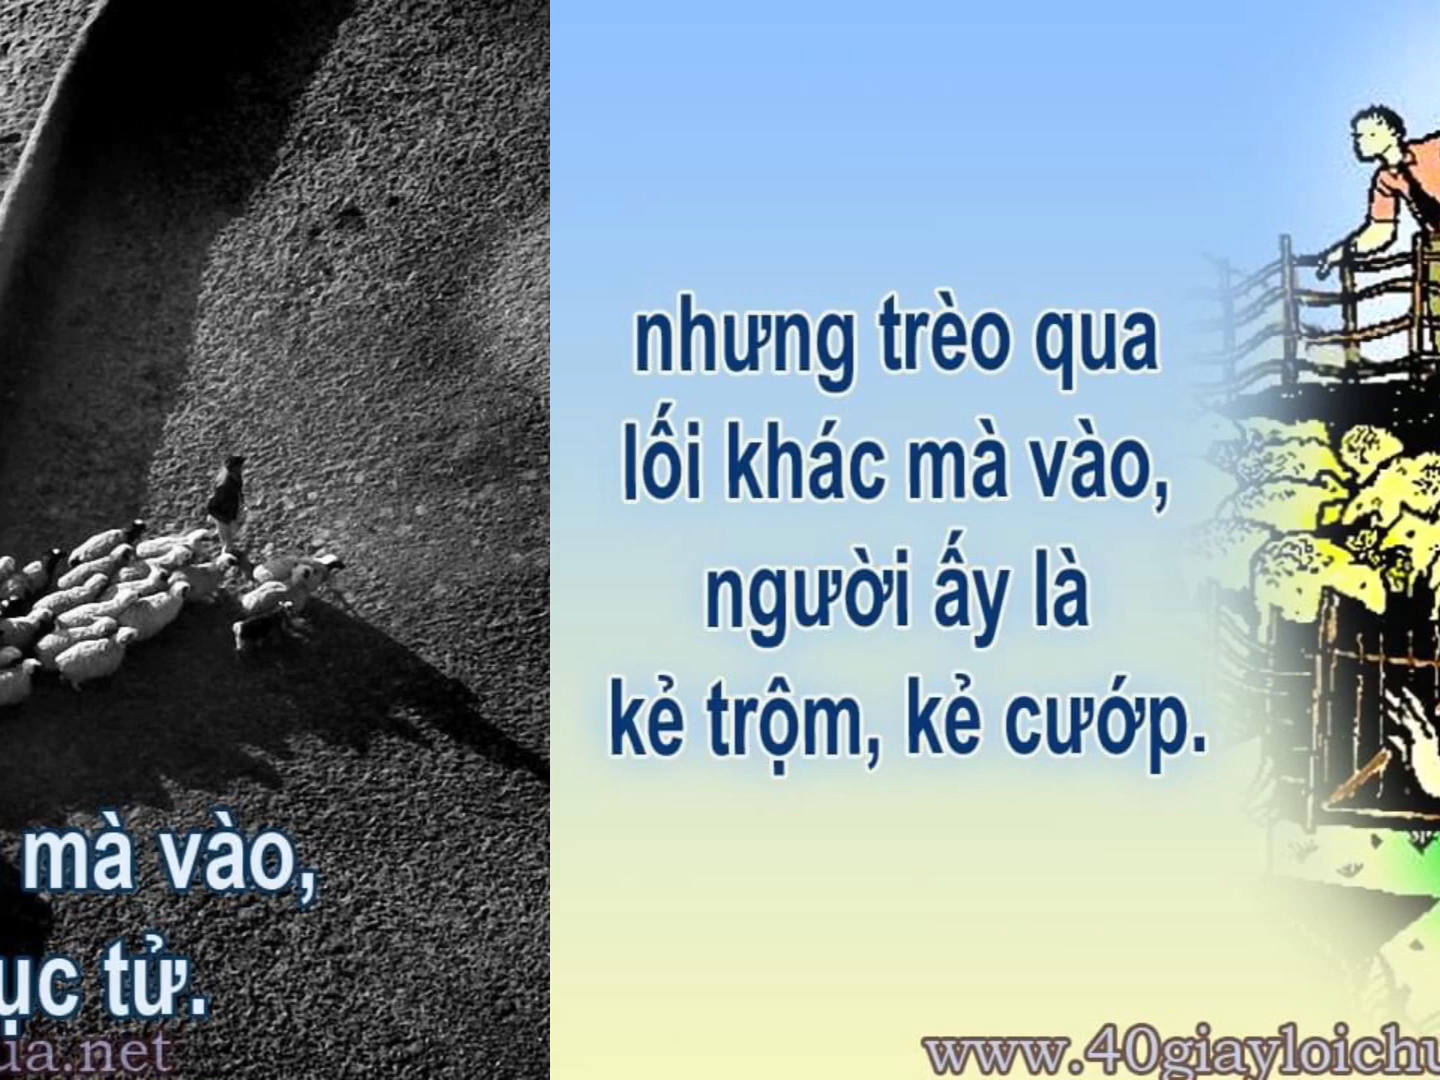 mà vào,
ục tử.
ua.net
nhưng trèo qua
lối khác mà vào,
người ấy là
kẻ trộm, kẻ cướp.
www.40giayloichu